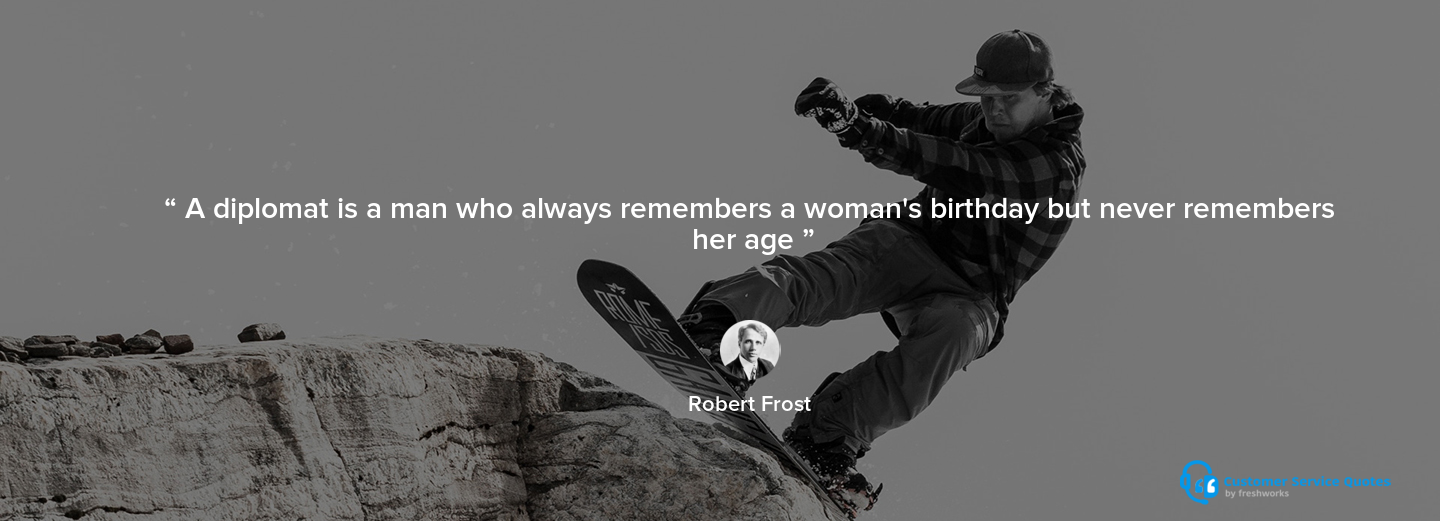 “ A diplomat is a man who always remembers a woman's birthday but never remembers
her age ”
Robert Frost
Customer Service Quotes
by freshworks